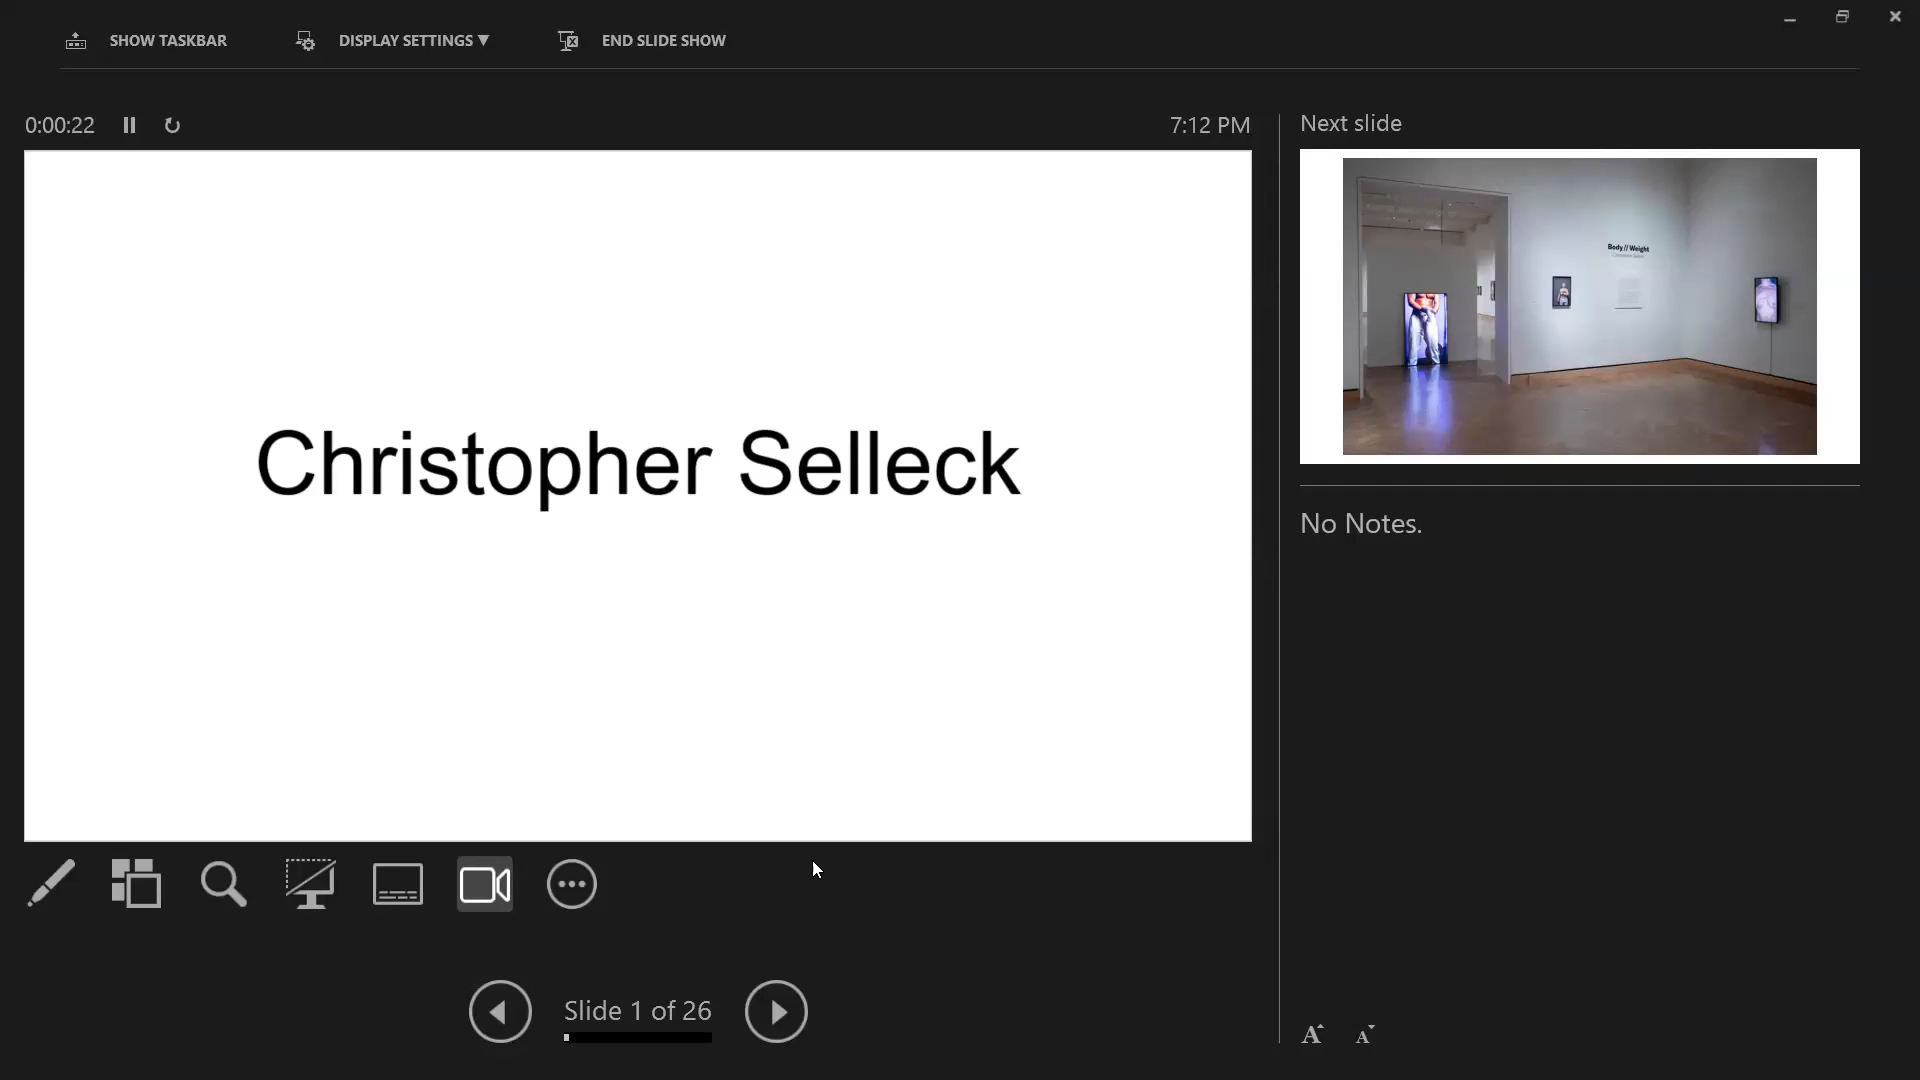 SHOW TASKBAR
DISPLAY SETTINGS ▼
END SLIDE SHOW
0:00:22
7:12 PM
Christopher Selleck
Slide 1 of 26
Next slide
Body // Weight
No Notes.
A A